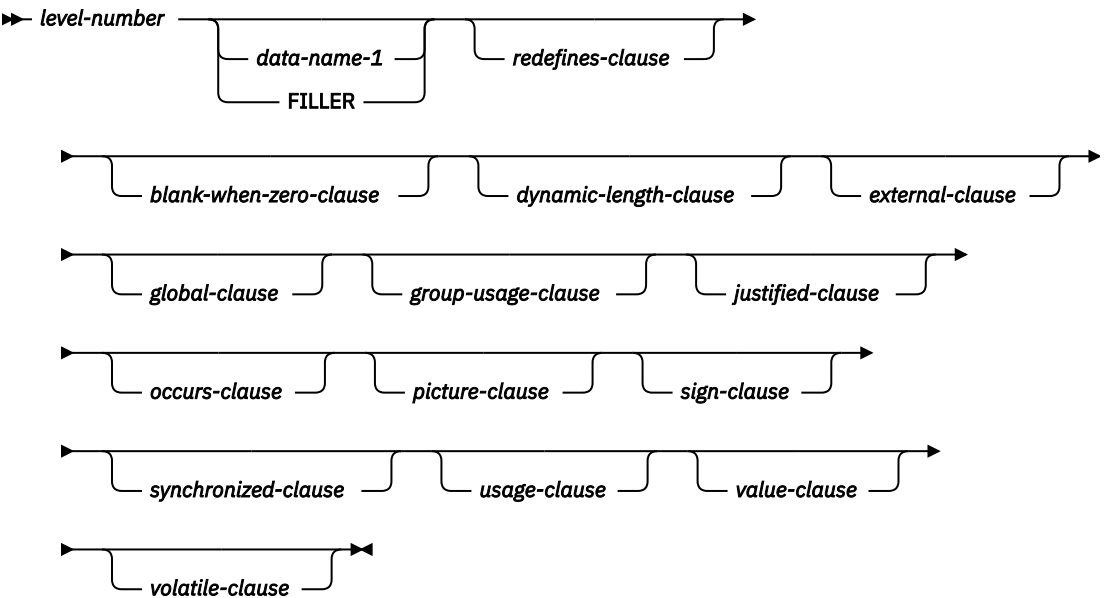 level-number
data-name-1 redefines-clause
FILLER
blank-when-zero-clause dynamic-length-clause external-clause
global-clause group-usage-clause justified-clause
occurs-clause picture-clause sign-clause
synchronized-clause usage-clause value-clause
volatile-clause